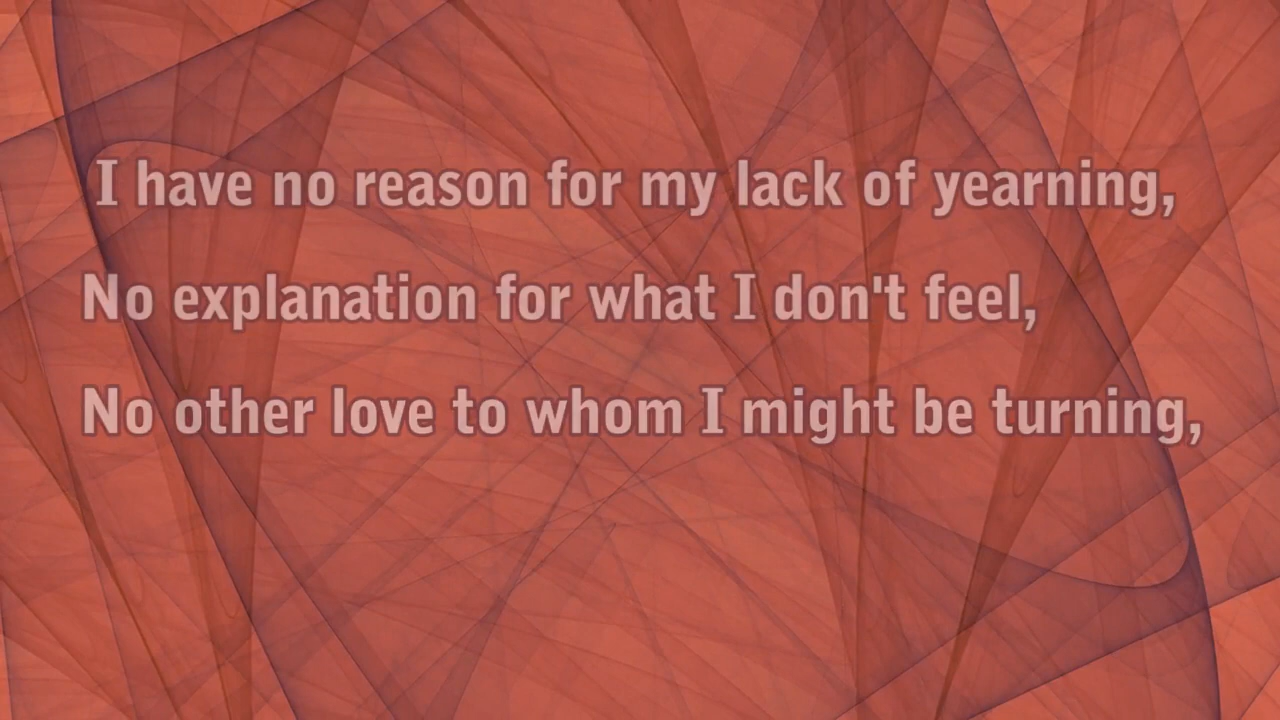 I have no reason for my lack of yearning,
No explanation for what I don't feel,
No other love to whom I might be turning,